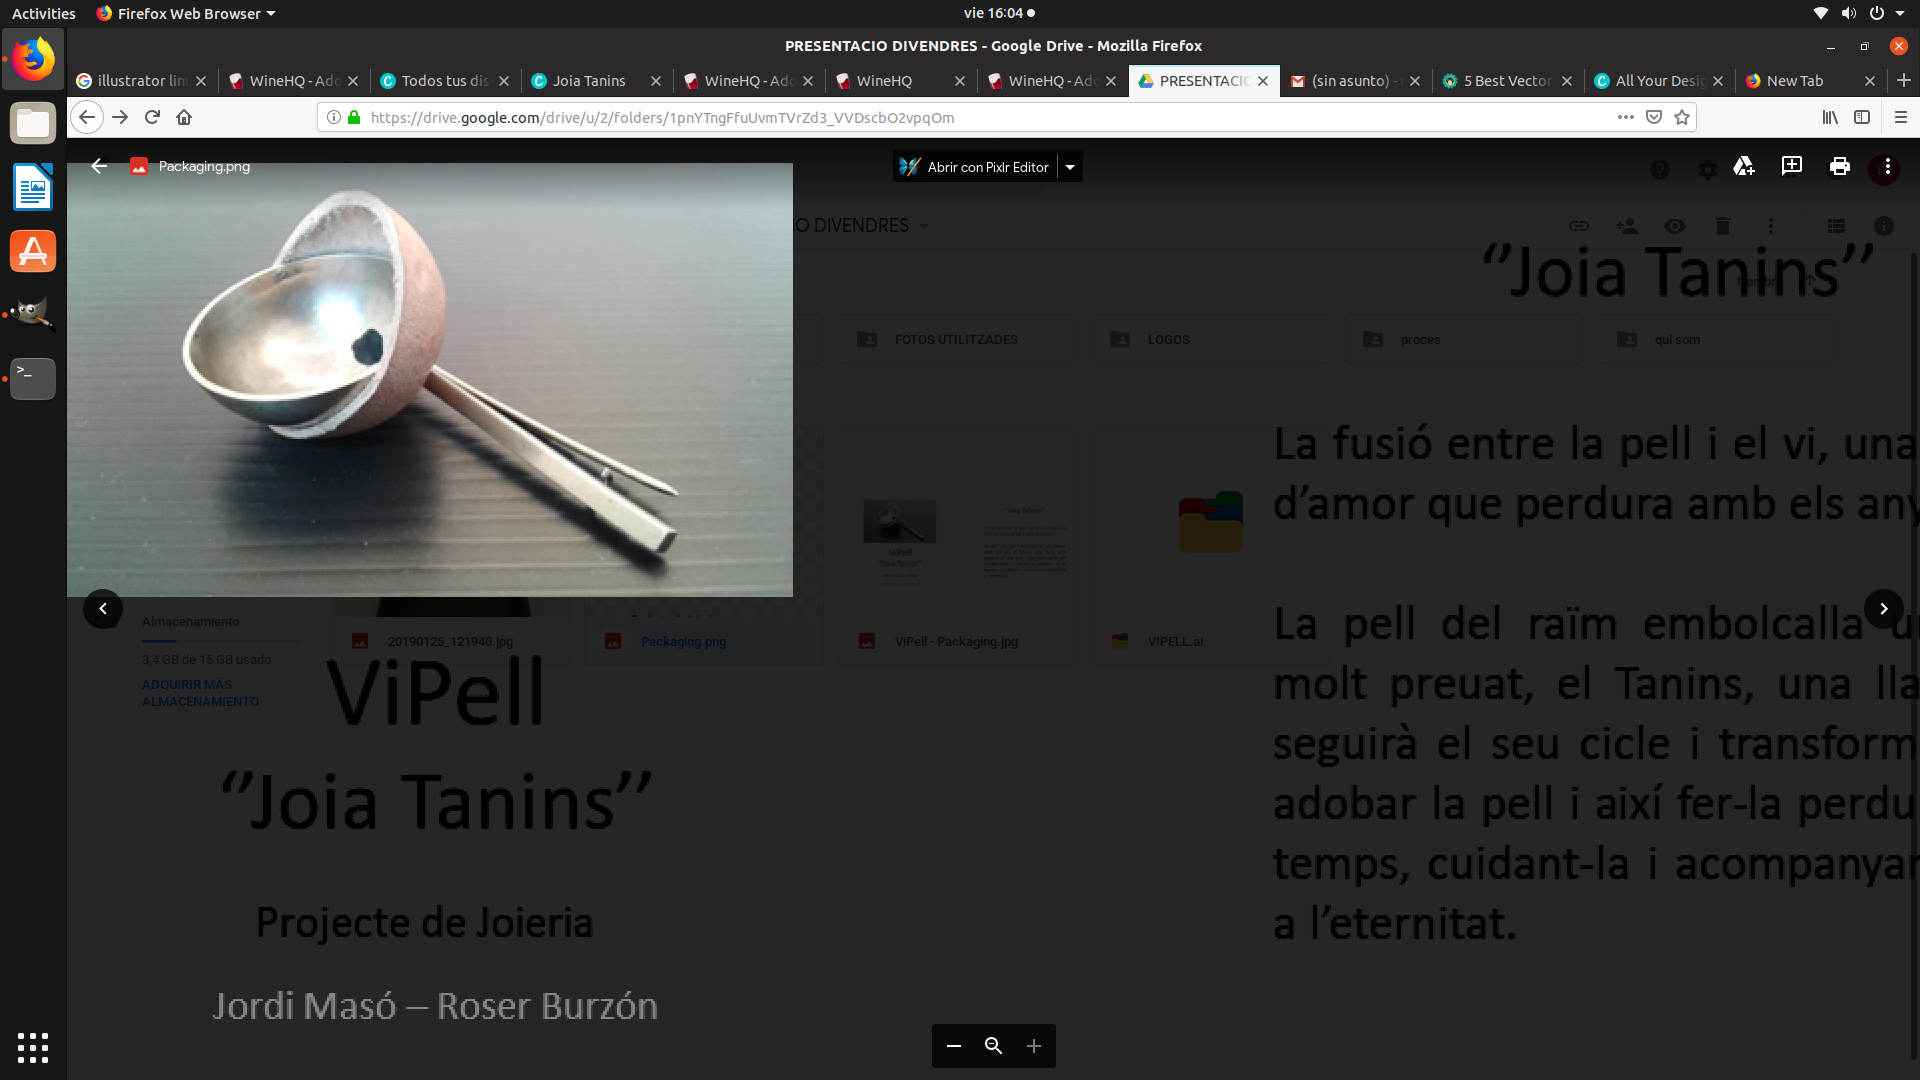 Activities
Firefox Web Browser
vie 16:04
PRESENTACIO DIVENDRES - Google Drive - Mozilla Firefox
illustrator lin
WineHQ - Ado
Todos tus dis
Joia Tanins
WineHQ - Ado
WineHQ
WineHQ - Ado
PRESENTACIO
(sin asunto) -
5 Best Vector
All Your Desig
New Tab
https://drive.google.com/drive/u/2/folders/1pnYTngFfuUvmTVrZd3_VVDscbO2vpqOm
Packaging.png
Abrir con Pixlr Editor
IO DIVENDRES
‘’Joia Tanins’’
FOTOS UTILITZADES
LOGOS
proces
qui som
La fusió entre la pell i el vi, una
d’amor que perdura amb els any
Almacenamiento
3,4 GB de 15 GB usado
ADQUIRIR MÁS
ALMACENAMIENTO
20190125_121940.jpg
Packaging.png
ViPell - Packaging.jpg
VIPELL.ai
La pell del raïm embolcalla u
molt preuat, el Tanins, una lla
seguirà el seu cicle i transform
adobar la pell i així fer-la perdu
temps, cuidant-la i acompanyar
a l’eternitat.
ViPell
‘’Joia Tanins’’
Projecte de Joieria
Jordi Masó – Roser Burzón